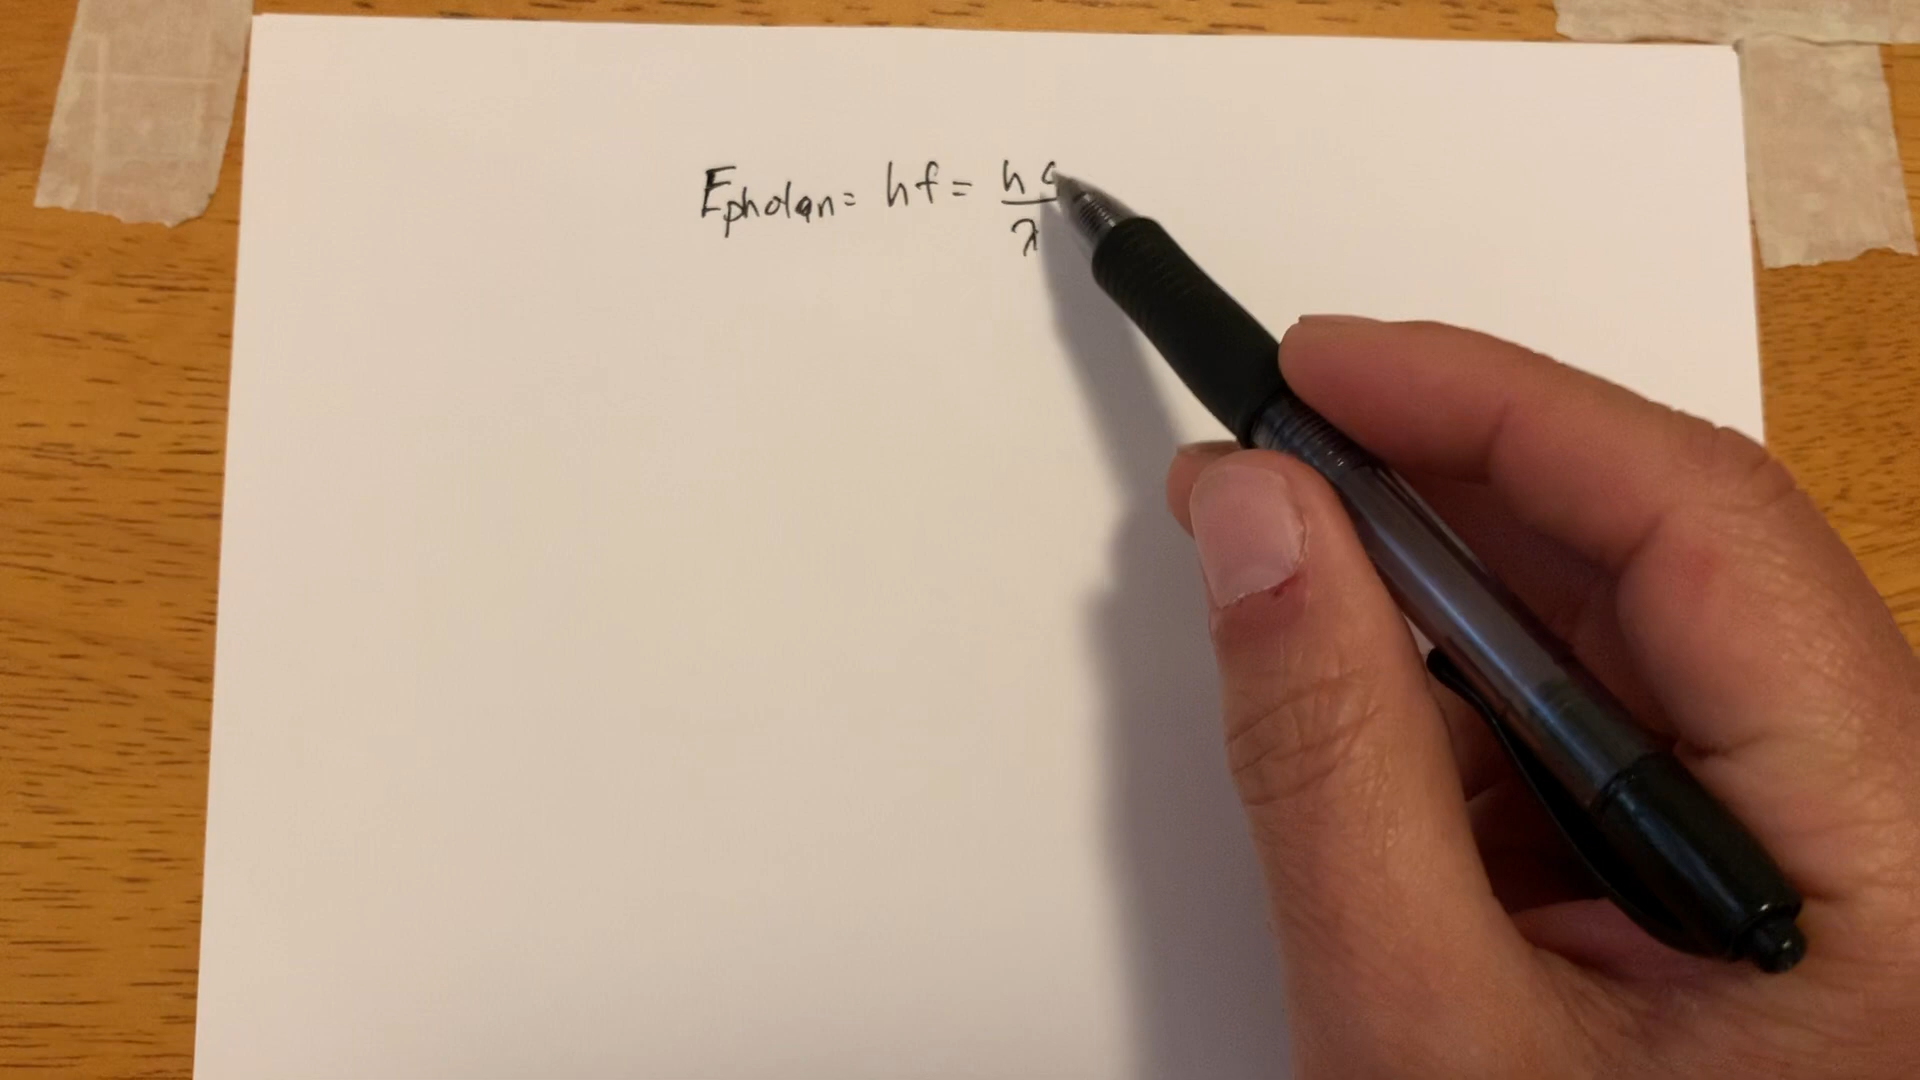 Ephoton = hf = hc/λ